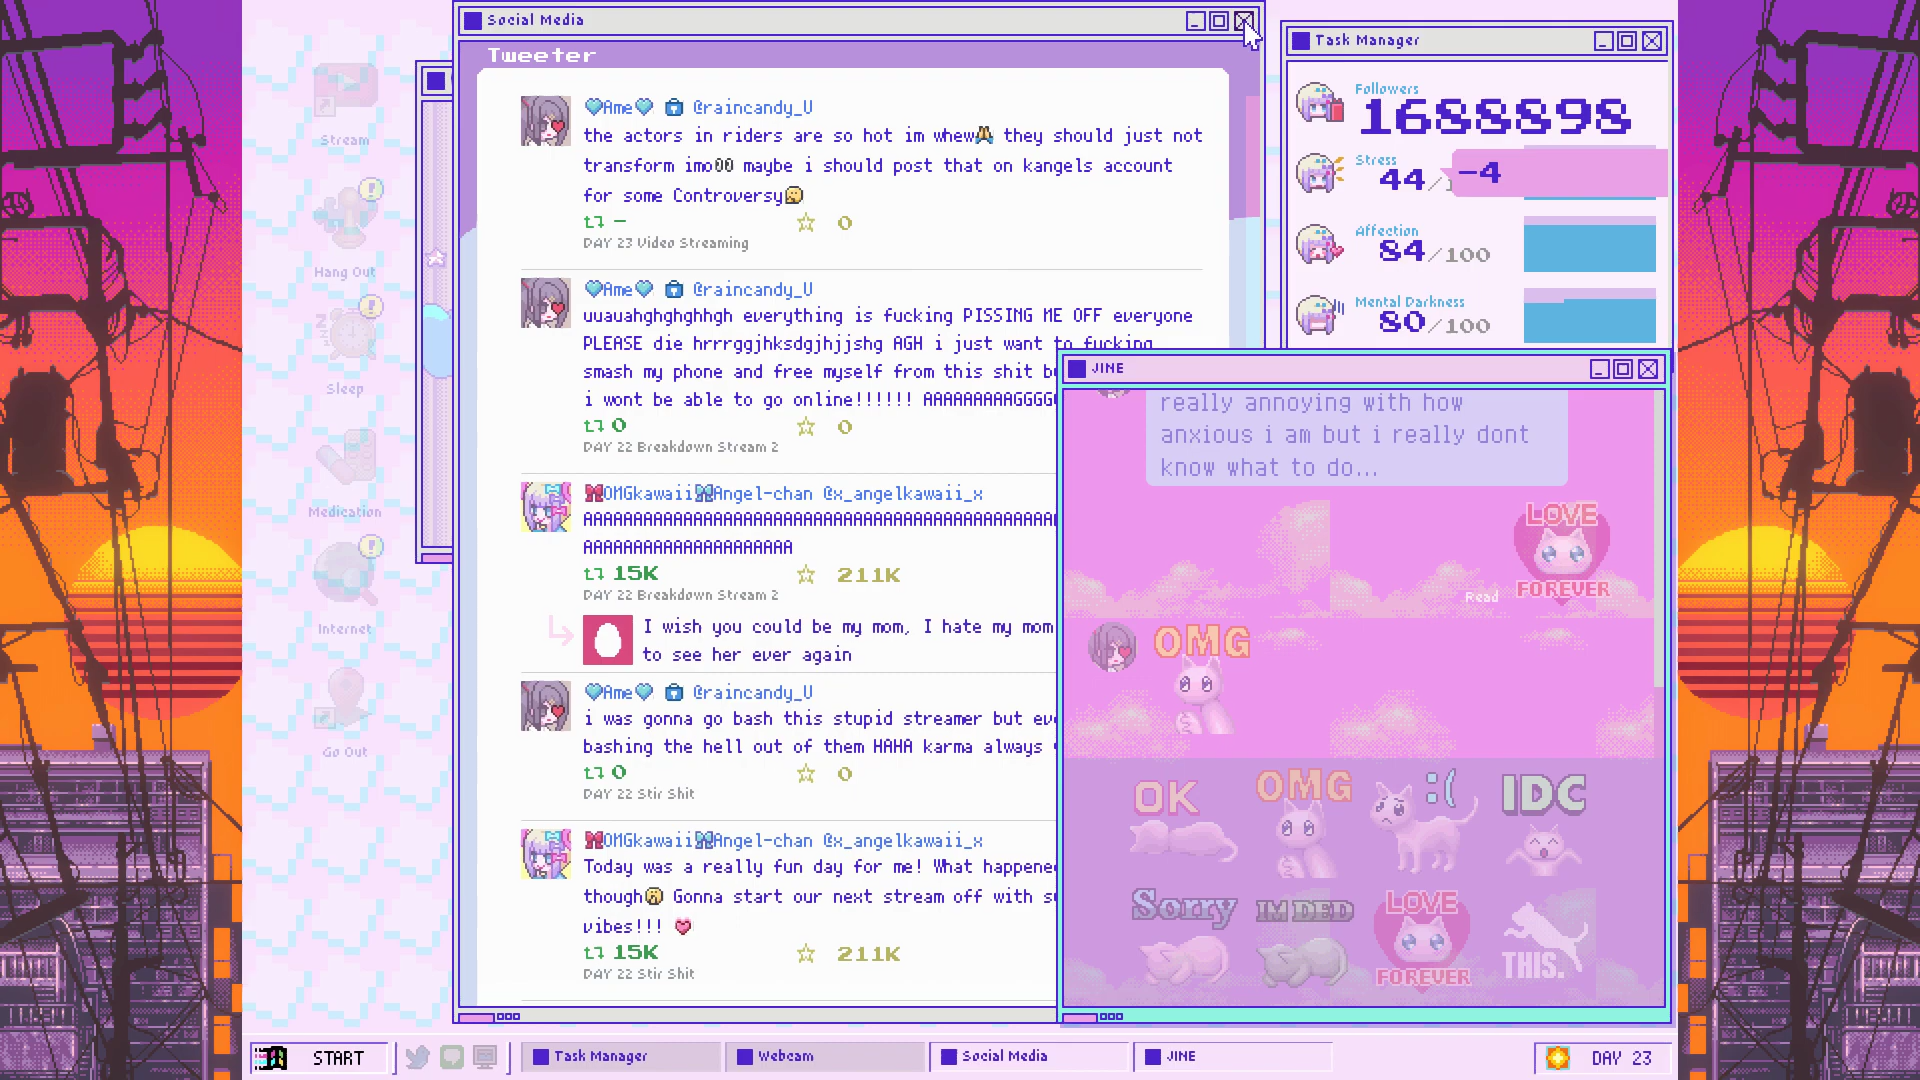 Social Media
Tweeter
Ame @raincandy_U
the actors in riders are so hot im whew they should just not
transform imo maybe i should post that on kangels account
for some Controversy
- 0
DAY 23 Video Streaming
Ame @raincandy_U
uuauahghghghhgh everything is fucking PISSING ME OFF everyone
PLEASE die hrrrggjhksdgjhjjshg AGH i just want to fucking
smash my phone and free myself from this shit
i wont be able to go online!!!!!!
0 0
DAY 22 Breakdown Stream 2
OMGkawaii Angel-chan @x_angelkawaii_x
15K 211K
DAY 22 Breakdown Stream 2
I wish you could be my mom, I hate my mom
to see her ever again
Ame @raincandy_U
i was gonna go bash this stupid streamer but
bashing the hell out of them HAHA karma always
0 0
DAY 22 Stir Shit
OMGkawaii Angel-chan @x_angelkawaii_x
Today was a really fun day for me! What happene
though Gonna start our next stream off with
vibes!!!
15K 211K
DAY 22 Stir Shit
Task Manager
Followers
1688898
Stress
44 -4
Affection
84/100
Mental Darkness
80/100
JINE
really annoying with how
anxious i am but i really dont
know what to do...
LOVE
FOREVER
Read
OMG
OK OMG :( IDC
Sorry IM DED LOVE
FOREVER THIS.
Stream
Hang Out
Sleep
Medication
Internet
Go Out
START Task Manager Webcam Social Media JINE DAY 23